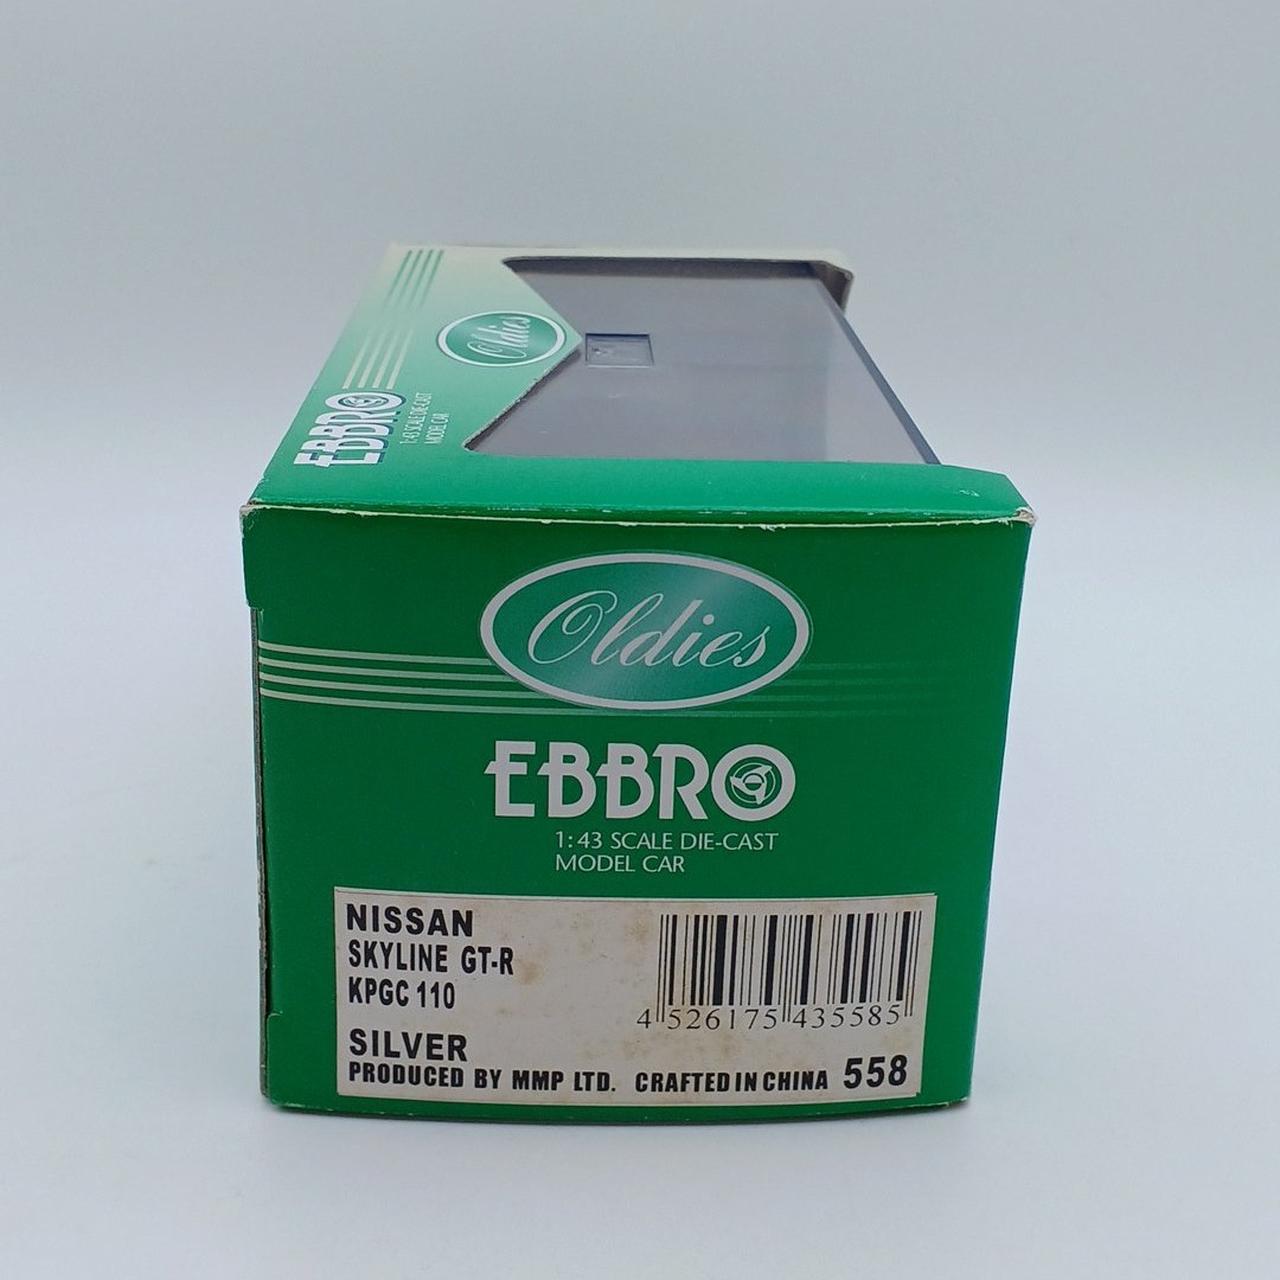 Oldies
EBBRO
1:43 SCALE DIE-CAST
MODEL CAR
Oldies
EBBRO
1:43 SCALE DIE-CAST
MODEL CAR
NISSAN
SKYLINE GT-R
KPGC 110
4 526175 435585
SILVER
PRODUCED BY MMP LTD. CRAFTED IN CHINA 558